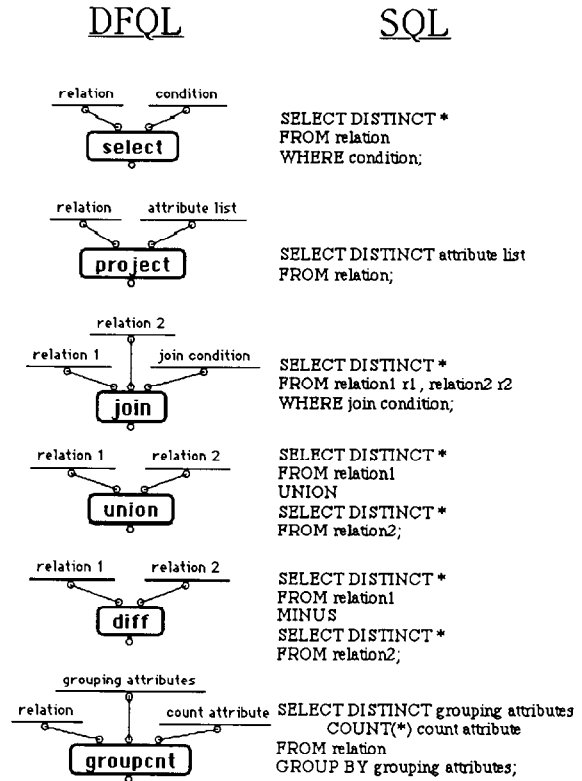 DFQL SQL
relation condition
select
SELECT DISTINCT *
FROM relation
WHERE condition;
relation attribute list
project
SELECT DISTINCT attribute list
FROM relation;
relation 2
relation 1 join condition
join
SELECT DISTINCT *
FROM relation1 r1 , relation2 r2
WHERE join condition;
relation 1 relation 2
union
SELECT DISTINCT *
FROM relation1
UNION
SELECT DISTINCT *
FROM relation2;
relation 1 relation 2
diff
SELECT DISTINCT *
FROM relation1
MINUS
SELECT DISTINCT *
FROM relation2;
grouping attributes
relation count attribute
groupcnt
SELECT DISTINCT grouping attributes
COUNT(*) count attribute
FROM relation
GROUP BY grouping attributes;